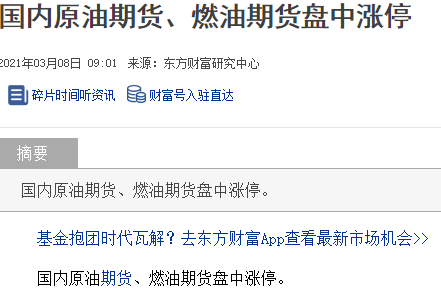 国内原油期货、燃油期货盘中涨停
2021年03月08日 09:01 来源：东方财富研究中心
碎片时间听资讯 财富号入驻直达
摘要
国内原油期货、燃油期货盘中涨停。
基金抱团时代瓦解？去东方财富App查看最新市场机会>>
国内原油期货、燃油期货盘中涨停。